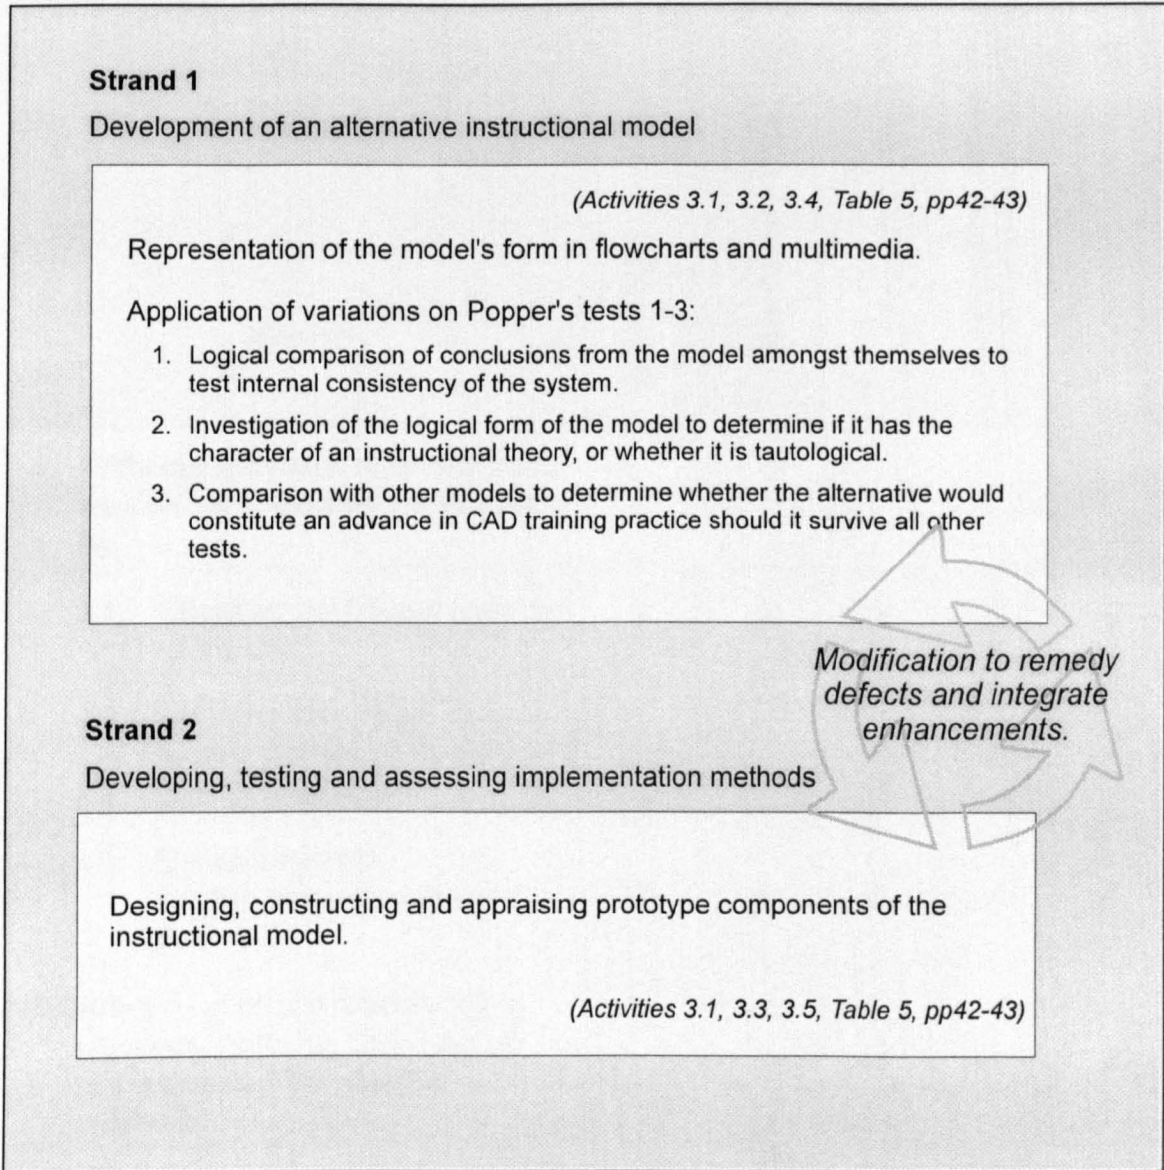 Strand 1
Development of an alternative instructional model
(Activities 3.1, 3.2, 3.4, Table 5, pp42-43)
Representation of the model's form in flowcharts and multimedia.
Application of variations on Popper's tests 1-3:
1. Logical comparison of conclusions from the model amongst themselves to
test internal consistency of the system.
2. Investigation of the logical form of the model to determine if it has the
character of an instructional theory, or whether it is tautological.
3. Comparison with other models to determine whether the alternative would
constitute an advance in CAD training practice should it survive all other
tests.
Modification to remedy
defects and integrate
enhancements.
Strand 2
Developing, testing and assessing implementation methods
Designing, constructing and appraising prototype components of the
instructional model.
(Activities 3.1, 3.3, 3.5, Table 5, pp42-43)